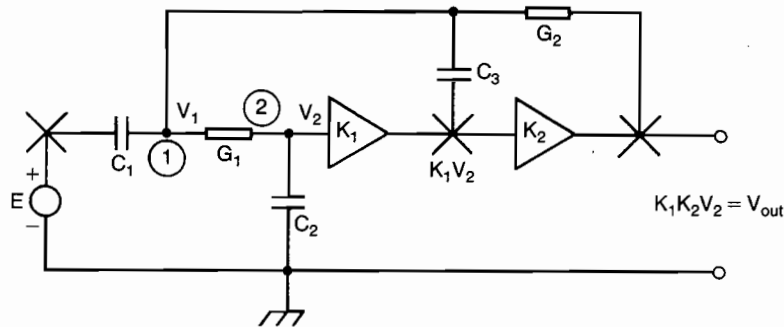 G₂
C₃
V₁
2
V₂
K₁
K₂
C₁
1
G₁
K₁V₂
+
E
−
C₂
K₁K₂V₂ = Vout